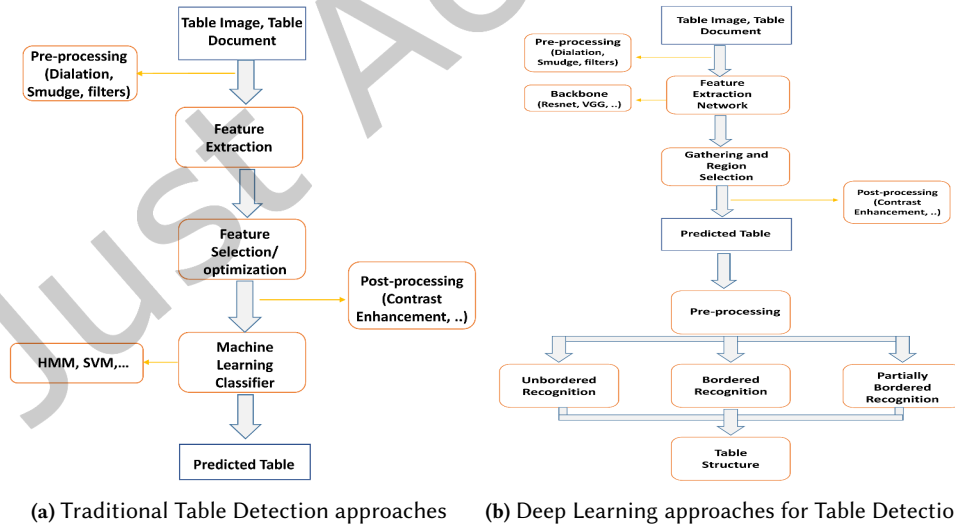 Table Image, Table
Document
Pre-processing
(Dialation,
Smudge, filters)
Feature
Extraction
Feature
Selection/
optimization
Post-processing
(Contrast
Enhancement, ..)
HMM, SVM,...
Machine
Learning
Classifier
Predicted Table
(a) Traditional Table Detection approaches
Table Image, Table
Document
Pre-processing
(Dialation,
Smudge, filters)
Backbone
(Resnet, VGG, ..)
Feature
Extraction
Network
Gathering and
Region
Selection
Post-processing
(Contrast
Enhancement, ..)
Predicted Table
Pre-processing
Unbordered
Recognition
Bordered
Recognition
Partially
Bordered
Recognition
Table
Structure
(b) Deep Learning approaches for Table Detectio
Just Ac